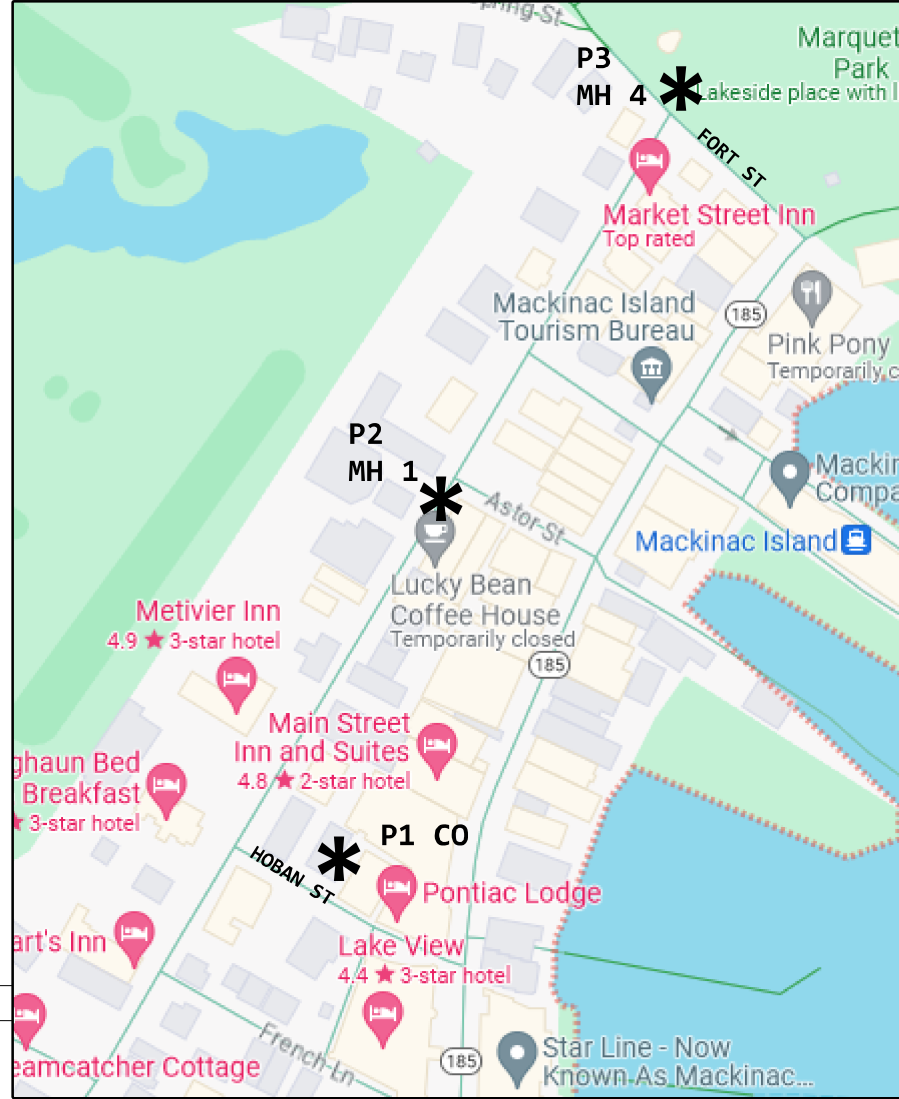 pring St
P3
MH 4
Marquet
Park
Lakeside place with l
FORT ST
Market Street Inn
Top rated
Mackinac Island
Tourism Bureau
185
Pink Pony
Temporarily c
P2
MH 1
Astor St
Mackin
Compa
Mackinac Island
Lucky Bean
Coffee House
Temporarily closed
Metivier Inn
4.9 ★ 3-star hotel
185
Main Street
Inn and Suites
4.8 ★ 2-star hotel
ghaun Bed
Breakfast
★ 3-star hotel
P1 CO
HOBAN ST
Pontiac Lodge
art's Inn
Lake View
4.4 ★ 3-star hotel
French Ln
185
Star Line - Now
Known As Mackinac...
eamcatcher Cottage